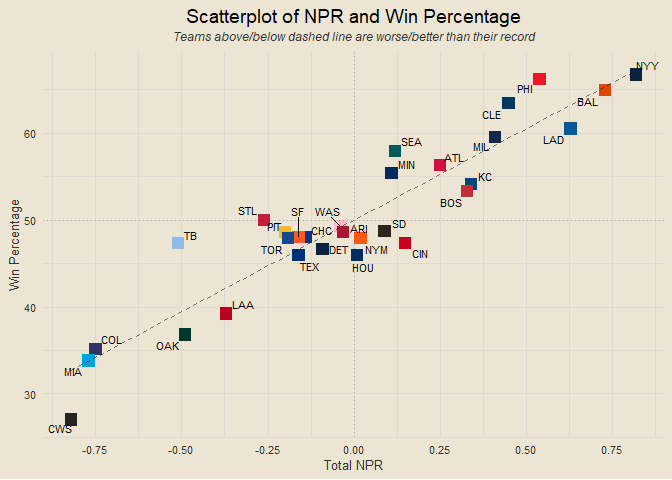 Scatterplot of NPR and Win Percentage
Teams above/below dashed line are worse/better than their record
NYY
PHI
BAL
CLE
LAD
60
MIL
SEA
ATL
MIN
KC
BOS
STL
SF
WAS
PIT
CHC
ARI
SD
50
TB
TOR
DET
NYM
CIN
TEX
HOU
40
LAA
COL
OAK
MIA
30
CWS
Win Percentage
-0.75
-0.50
-0.25
0.00
0.25
0.50
0.75
Total NPR